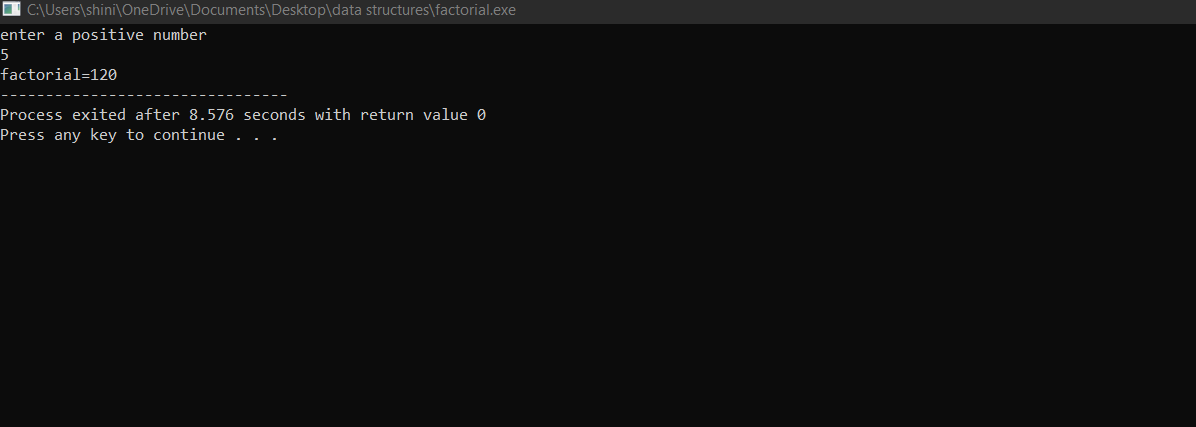 C:\Users\shini\OneDrive\Documents\Desktop\data structures\factorial.exe
enter a positive number
5
factorial=120
--------------------------------
Process exited after 8.576 seconds with return value 0
Press any key to continue . . .